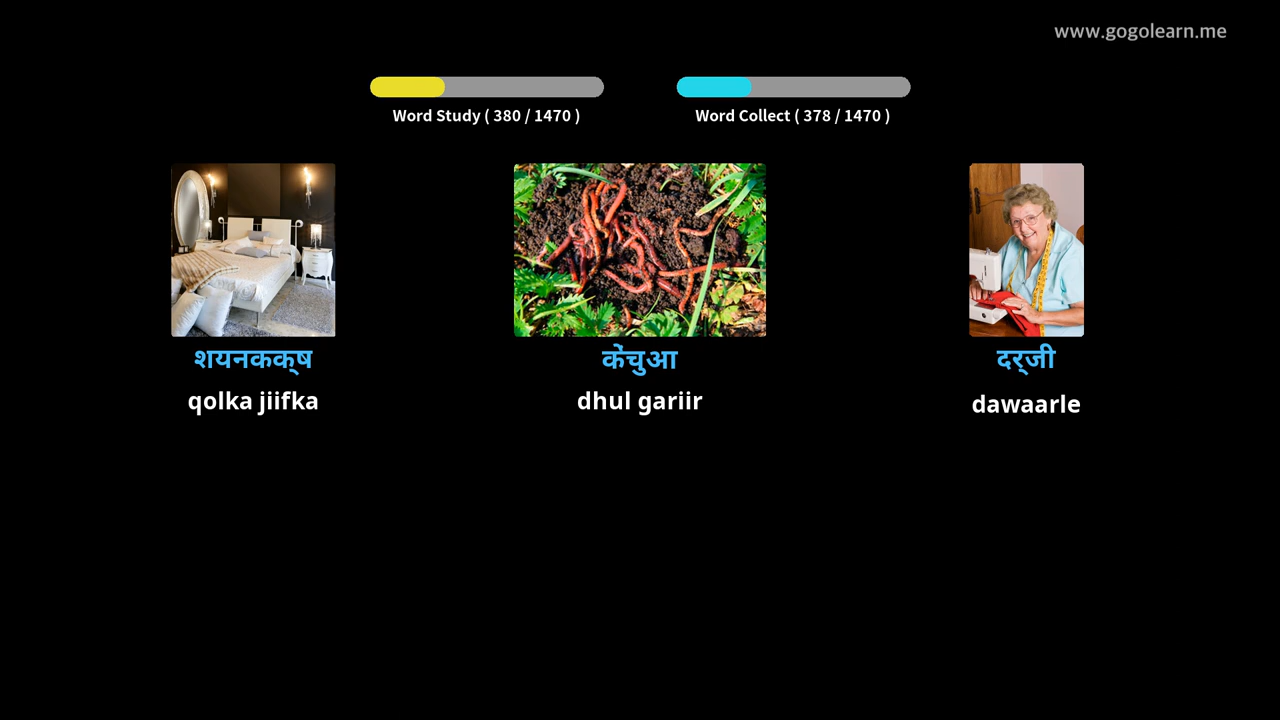 www.gogolearn.me
Word Study ( 380 / 1470 )
Word Collect ( 378 / 1470 )
शयनकक्ष
केंचुआ
दर्जी
qolka jiifka
dhul gariir
dawaarle